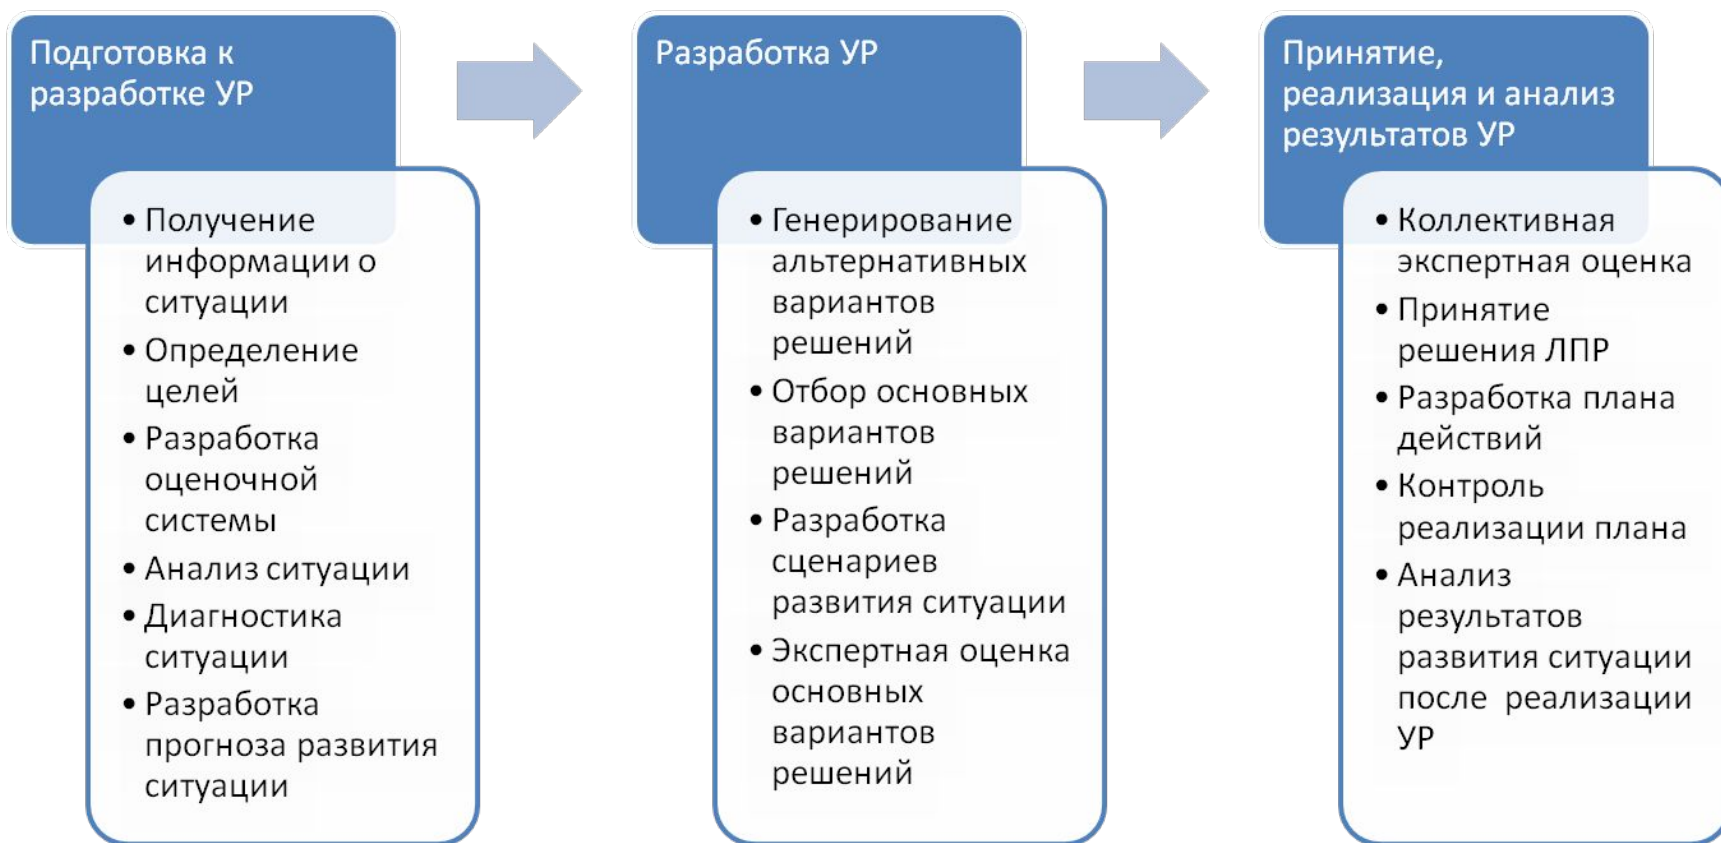 Подготовка к
разработке УР
• Получение
информации о
ситуации
• Определение
целей
• Разработка
оценочной
системы
• Анализ ситуации
• Диагностика
ситуации
• Разработка
прогноза развития
ситуации
Разработка УР
• Генерирование
альтернативных
вариантов
решений
• Отбор основных
вариантов
решений
• Разработка
сценариев
развития ситуации
• Экспертная оценка
основных
вариантов
решений
Принятие,
реализация и анализ
результатов УР
• Коллективная
экспертная оценка
• Принятие
решения ЛПР
• Разработка плана
действий
• Контроль
реализации плана
• Анализ
результатов
развития ситуации
после реализации
УР